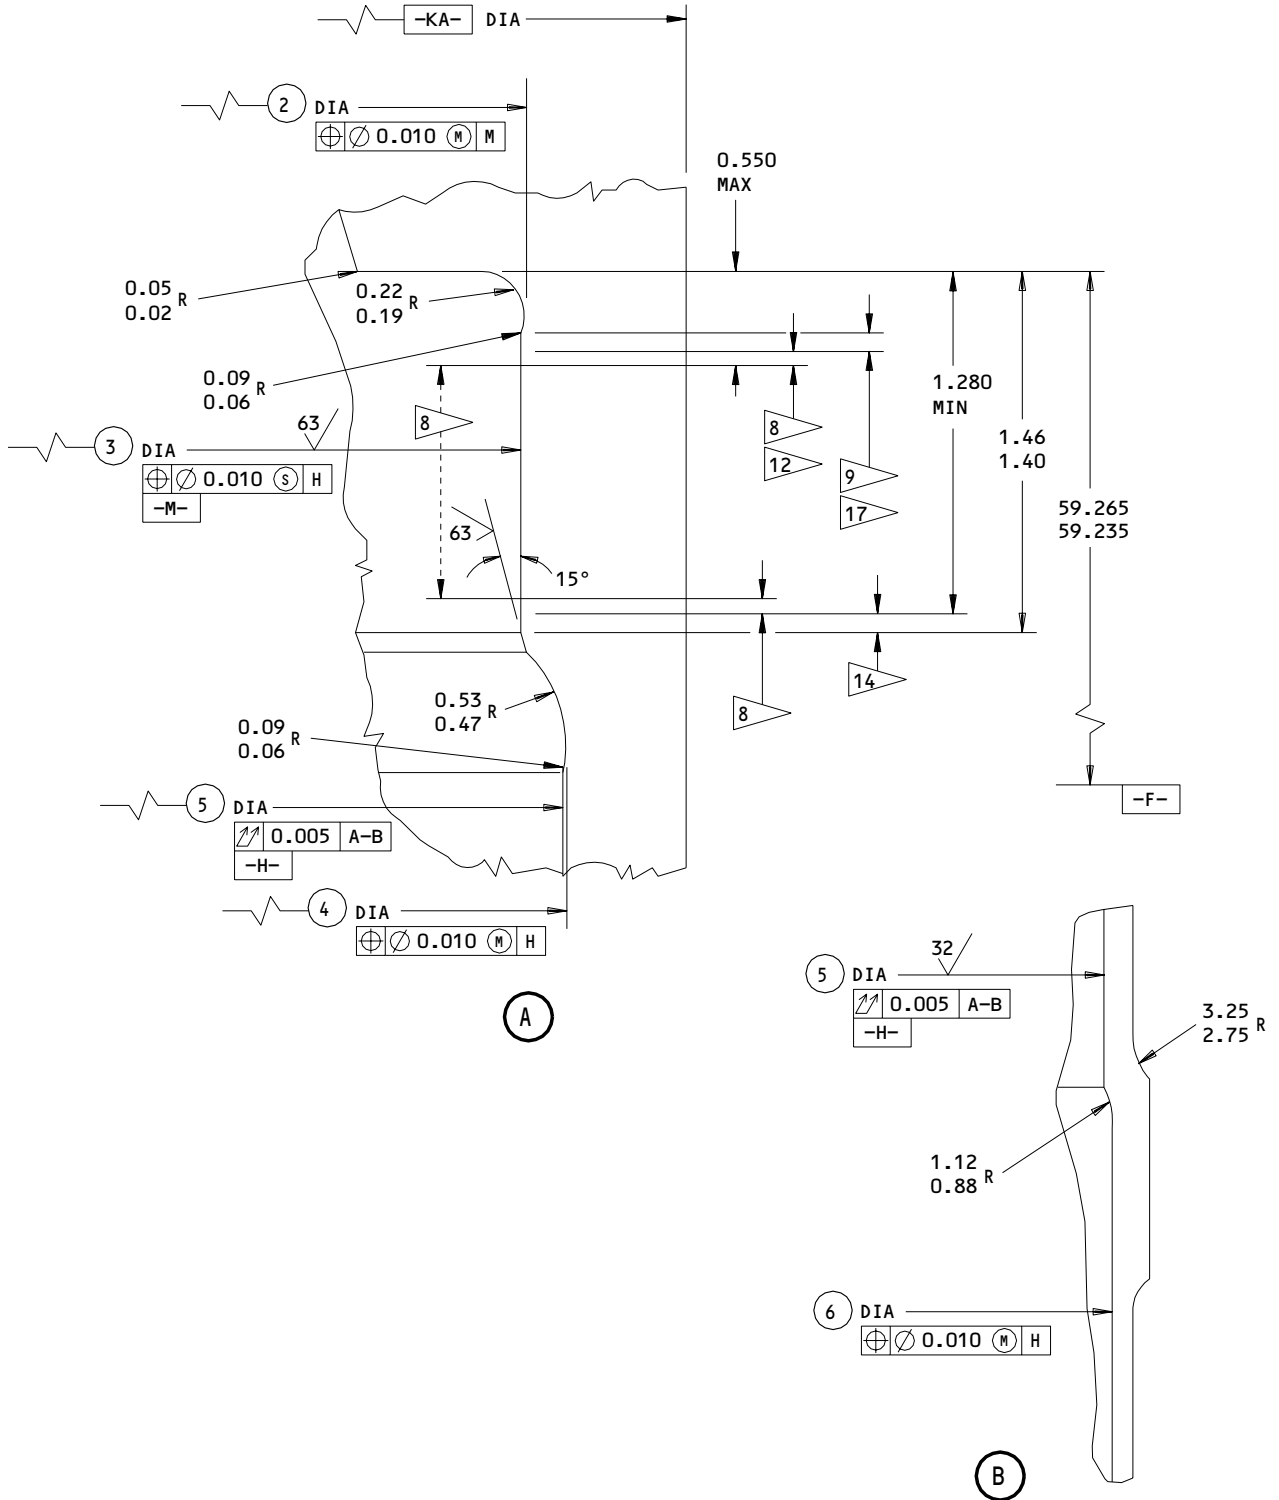 -KA- DIA
2 DIA
⌖ ∅ 0.010 Ⓜ M
0.550
MAX
0.05
0.02 R
0.22
0.19 R
0.09
0.06 R
63
8
3 DIA
⌖ ∅ 0.010 Ⓢ H
-M-
8
12
9
17
1.280
MIN
1.46
1.40
59.265
59.235
63
15°
14
8
0.53
0.47 R
0.09
0.06 R
5 DIA
0.005 A-B
-H-
-F-
4 DIA
⌖ ∅ 0.010 Ⓜ H
A
32
5 DIA
0.005 A-B
-H-
3.25
2.75 R
1.12
0.88 R
6 DIA
⌖ ∅ 0.010 Ⓜ H
B